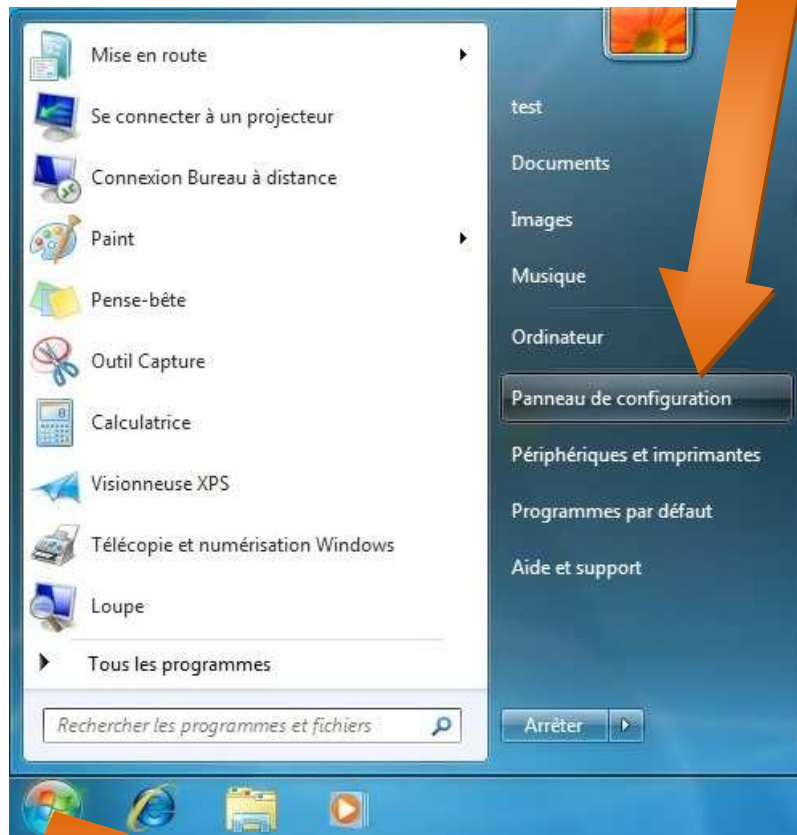 Mise en route
Se connecter à un projecteur
Connexion Bureau à distance
Paint
Pense-bête
Outil Capture
Calculatrice
Visionneuse XPS
Télécopie et numérisation Windows
Loupe
Tous les programmes
Rechercher les programmes et fichiers
test
Documents
Images
Musique
Ordinateur
Panneau de configuration
Périphériques et imprimantes
Programmes par défaut
Aide et support
Arrêter